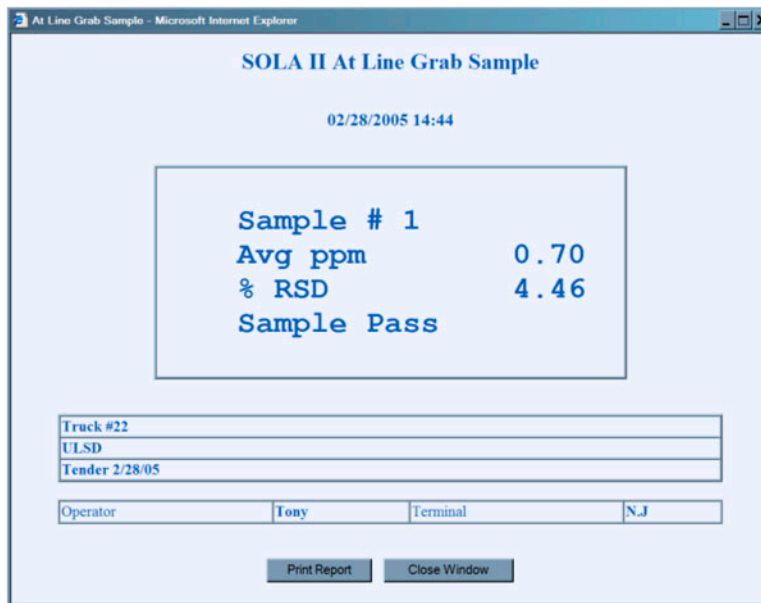 At Line Grab Sample - Microsoft Internet Explorer
SOLA II At Line Grab Sample
02/28/2005 14:44
Sample # 1
Avg ppm 0.70
% RSD 4.46
Sample Pass
Truck #22
ULSD
Tender 2/28/05
Operator Tony Terminal N.J
Print Report Close Window